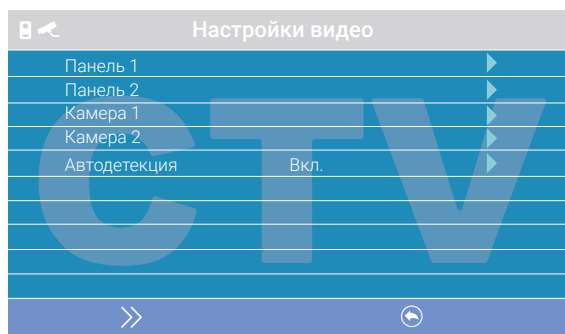 Настройки видео
Панель 1
Панель 2
Камера 1
Камера 2
Автодетекция Вкл.
CTV